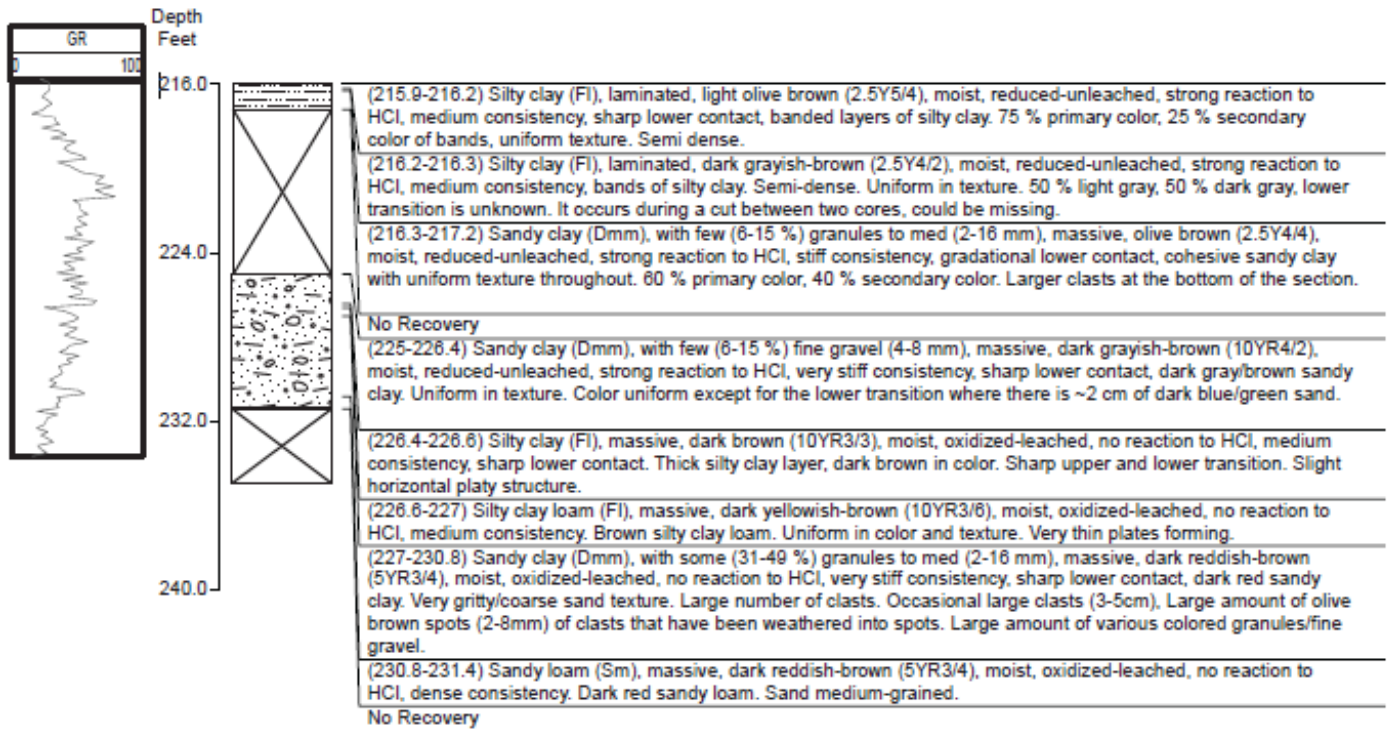 Depth
Feet
GR
0 100
216.0
224.0
232.0
240.0
(215.9-216.2) Silty clay (Fl), laminated, light olive brown (2.5Y5/4), moist, reduced-unleached, strong reaction to
HCl, medium consistency, sharp lower contact, banded layers of silty clay. 75 % primary color, 25 % secondary
color of bands, uniform texture. Semi dense.
(216.2-216.3) Silty clay (Fl), laminated, dark grayish-brown (2.5Y4/2), moist, reduced-unleached, strong reaction to
HCl, medium consistency, bands of silty clay. Semi-dense. Uniform in texture. 50 % light gray, 50 % dark gray, lower
transition is unknown. It occurs during a cut between two cores, could be missing.
(216.3-217.2) Sandy clay (Dmm), with few (6-15 %) granules to med (2-16 mm), massive, olive brown (2.5Y4/4),
moist, reduced-unleached, strong reaction to HCl, stiff consistency, gradational lower contact, cohesive sandy clay
with uniform texture throughout. 60 % primary color, 40 % secondary color. Larger clasts at the bottom of the section.
No Recovery
(225-226.4) Sandy clay (Dmm), with few (6-15 %) fine gravel (4-8 mm), massive, dark grayish-brown (10YR4/2),
moist, reduced-unleached, strong reaction to HCl, very stiff consistency, sharp lower contact, dark gray/brown sandy
clay. Uniform in texture. Color uniform except for the lower transition where there is ~2 cm of dark blue/green sand.
(226.4-226.6) Silty clay (Fl), massive, dark brown (10YR3/3), moist, oxidized-leached, no reaction to HCl, medium
consistency, sharp lower contact. Thick silty clay layer, dark brown in color. Sharp upper and lower transition. Slight
horizontal platy structure.
(226.6-227) Silty clay loam (Fl), massive, dark yellowish-brown (10YR3/6), moist, oxidized-leached, no reaction to
HCl, medium consistency. Brown silty clay loam. Uniform in color and texture. Very thin plates forming.
(227-230.8) Sandy clay (Dmm), with some (31-49 %) granules to med (2-16 mm), massive, dark reddish-brown
(5YR3/4), moist, oxidized-leached, no reaction to HCl, very stiff consistency, sharp lower contact, dark red sandy
clay. Very gritty/coarse sand texture. Large number of clasts. Occasional large clasts (3-5cm), Large amount of olive
brown spots (2-8mm) of clasts that have been weathered into spots. Large amount of various colored granules/fine
gravel.
(230.8-231.4) Sandy loam (Sm), massive, dark reddish-brown (5YR3/4), moist, oxidized-leached, no reaction to
HCl, dense consistency. Dark red sandy loam. Sand medium-grained.
No Recovery